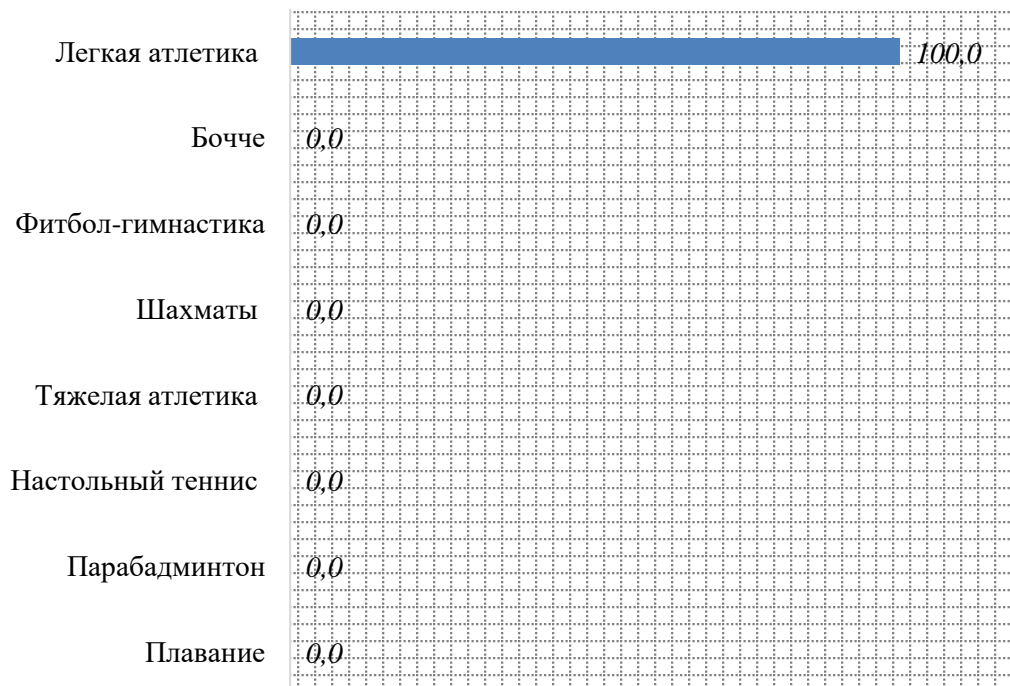 Легкая атлетика 100,0
Бочче 0,0
Фитбол-гимнастика 0,0
Шахматы 0,0
Тяжелая атлетика 0,0
Настольный теннис 0,0
Парабадминтон 0,0
Плавание 0,0